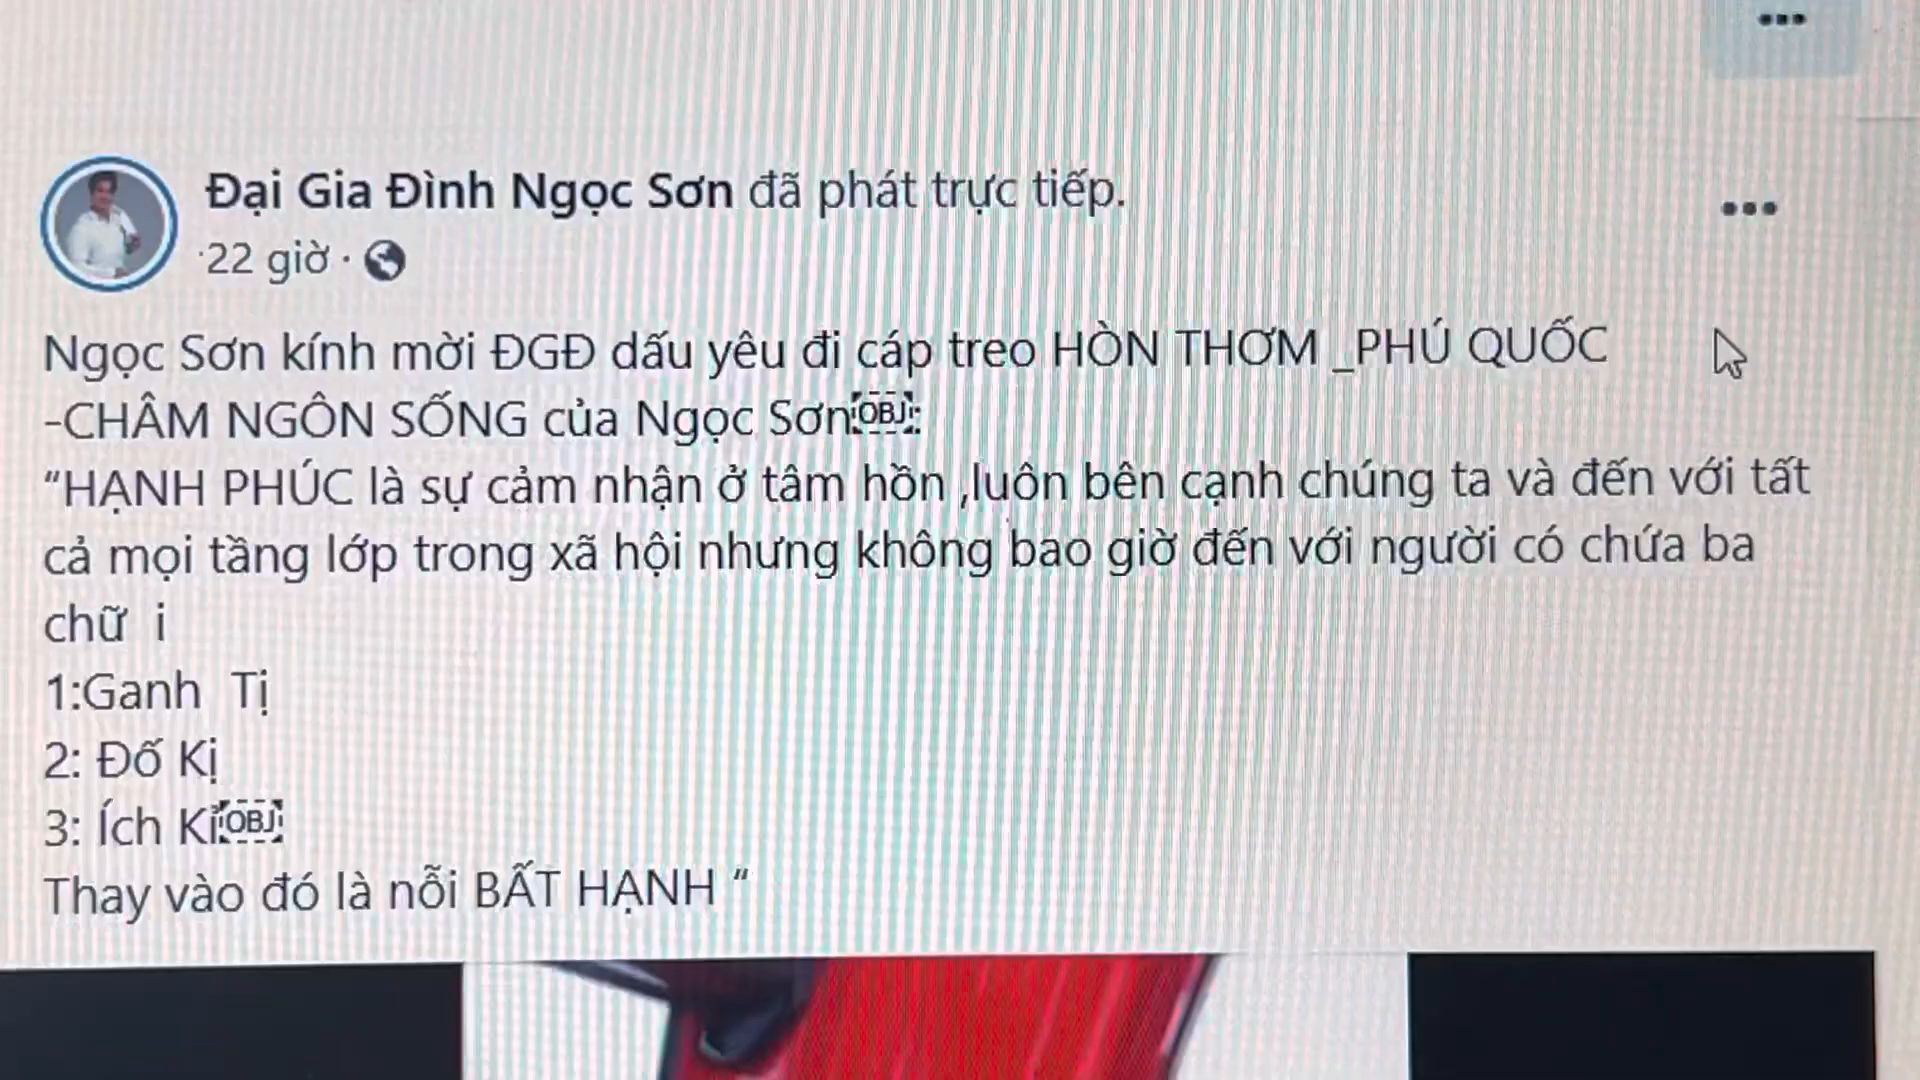 Đại Gia Đình Ngọc Sơn đã phát trực tiếp.
22 giờ ·
Ngọc Sơn kính mời ĐGĐ dấu yêu đi cáp treo HÒN THƠM _PHÚ QUỐC
-CHÂM NGÔN SỐNG của Ngọc Sơn￼:
“HẠNH PHÚC là sự cảm nhận ở tâm hồn ,luôn bên cạnh chúng ta và đến với tất
cả mọi tầng lớp trong xã hội nhưng không bao giờ đến với người có chứa ba
chữ  i
1:Ganh  Tị
2: Đố Kị
3: Ích Kỉ￼
Thay vào đó là nỗi BẤT HẠNH “